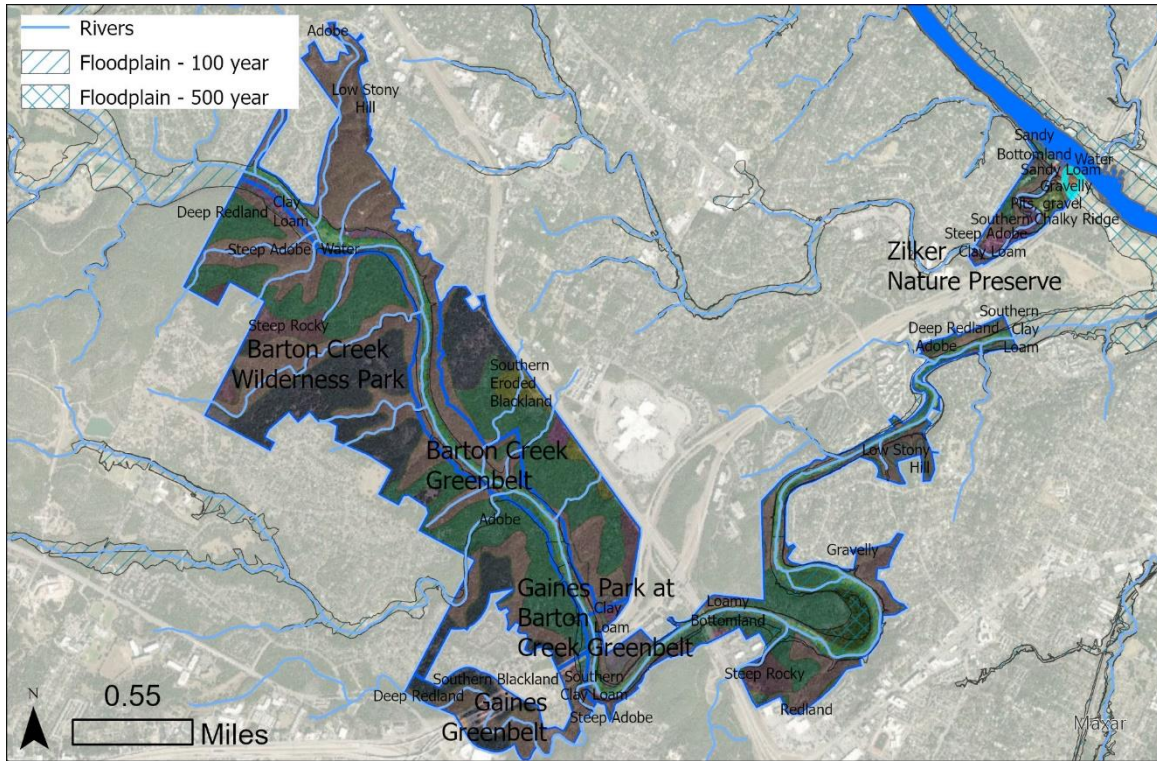 Rivers
Floodplain - 100 year
Floodplain - 500 year
Adobe
Low Stony
Hill
Sandy
Bottomland
Water
Sandy Loam
Gravelly
Pits, gravel
Southern Chalky Ridge
Steep Adobe
Clay Loam
Zilker
Nature Preserve
Deep Redland
Clay
Loam
Steep Adobe
Water
Steep Rocky
Barton Creek
Wilderness Park
Southern
Eroded
Blackland
Southern
Deep Redland
Clay
Adobe
Loam
Low Stony
Hill
Barton Creek
Greenbelt
Adobe
Gravelly
Gaines Park at
Barton
Creek Greenbelt
Clay
Loam
Loamy
Bottomland
Steep Rocky
Redland
Southern Blackland
Deep Redland
Gaines
Greenbelt
Southern
Clay Loam
Steep Adobe
N
0.55
Miles
Maxar